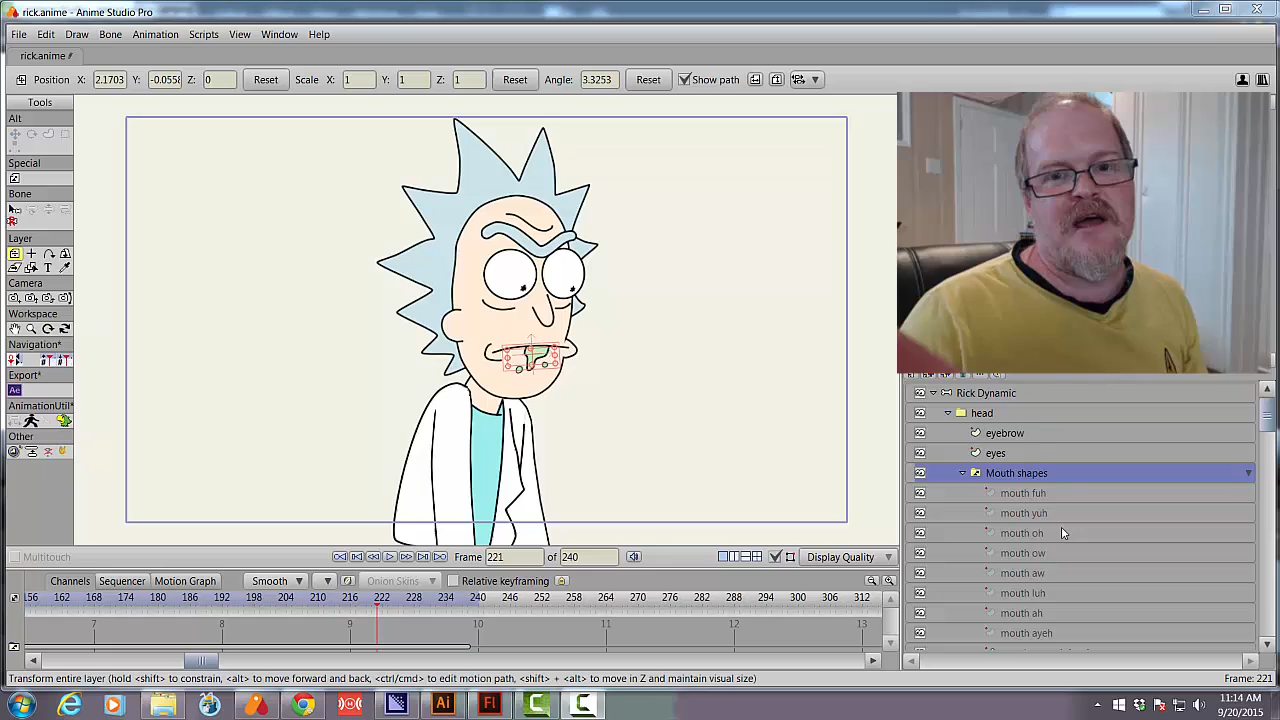 rick.anime - Anime Studio Pro
File Edit Draw Bone Animation Scripts View Window Help
rick.anime
Position X: 2.1703 Y: -0.055 Z: 0 Reset Scale X: 1 Y: 1 Z: 1 Reset Angle: 3.3253 Reset Show path
Tools
Alt
Special
Bone
R
Layer
T
Camera
Workspace
Navigation*
Export*
Ae
AnimationUtil*
Other
Rick Dynamic
head
eyebrow
eyes
Mouth shapes
mouth fuh
mouth yuh
mouth oh
mouth ow
mouth aw
mouth luh
mouth ah
mouth ayeh
Multitouch Frame 221 of 240 Display Quality
Channels Sequencer Motion Graph Smooth Onion Skins Relative keyframing
156 162 168 174 180 186 192 198 204 210 216 222 228 234 240 246 252 258 264 270 276 282 288 294 300 306 312
7 8 9 10 11 12 13
Transform entire layer (hold <shift> to constrain, <alt> to move forward and back, <ctrl/cmd> to edit motion path, <shift> + <alt> to move in Z and maintain visual size) Frame: 221
Ai Fl C C
11:14 AM
9/20/2015